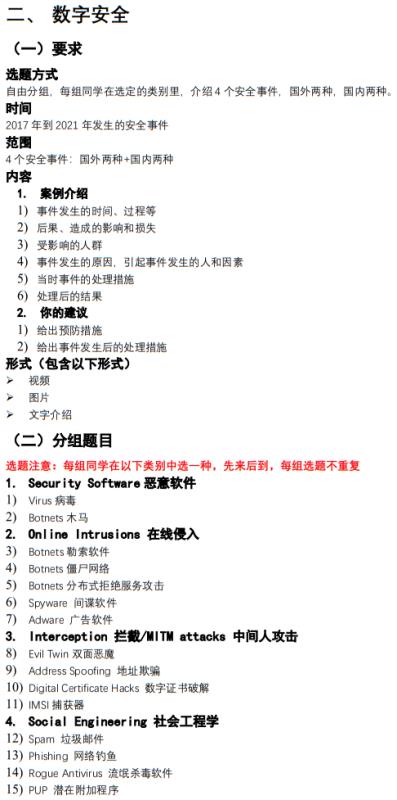 二、 数字安全
（一）要求
选题方式
自由分组，每组同学在选定的类别里，介绍 4 个安全事件，国外两种，国内两种。
时间
2017 年到 2021 年发生的安全事件
范围
4 个安全事件：国外两种+国内两种
内容
1. 案例介绍
1) 事件发生的时间、过程等
2) 后果、造成的影响和损失
3) 受影响的人群
4) 事件发生的原因，引起事件发生的人和因素
5) 当时事件的处理措施
6) 处理后的结果
2. 你的建议
1) 给出预防措施
2) 给出事件发生后的处理措施
形式（包含以下形式）
➢ 视频
➢ 图片
➢ 文字介绍
（二）分组题目
选题注意：每组同学在以下类别中选一种，先来后到，每组选题不重复
1. Security Software 恶意软件
1) Virus 病毒
2) Botnets 木马
2. Online Intrusions 在线侵入
3) Botnets 勒索软件
4) Botnets 僵尸网络
5) Botnets 分布式拒绝服务攻击
6) Spyware 间谍软件
7) Adware 广告软件
3. Interception 拦截/MITM attacks 中间人攻击
8) Evil Twin 双面恶魔
9) Address Spoofing 地址欺骗
10) Digital Certificate Hacks 数字证书破解
11) IMSI 捕获器
4. Social Engineering 社会工程学
12) Spam 垃圾邮件
13) Phishing 网络钓鱼
14) Rogue Antivirus 流氓杀毒软件
15) PUP 潜在附加程序